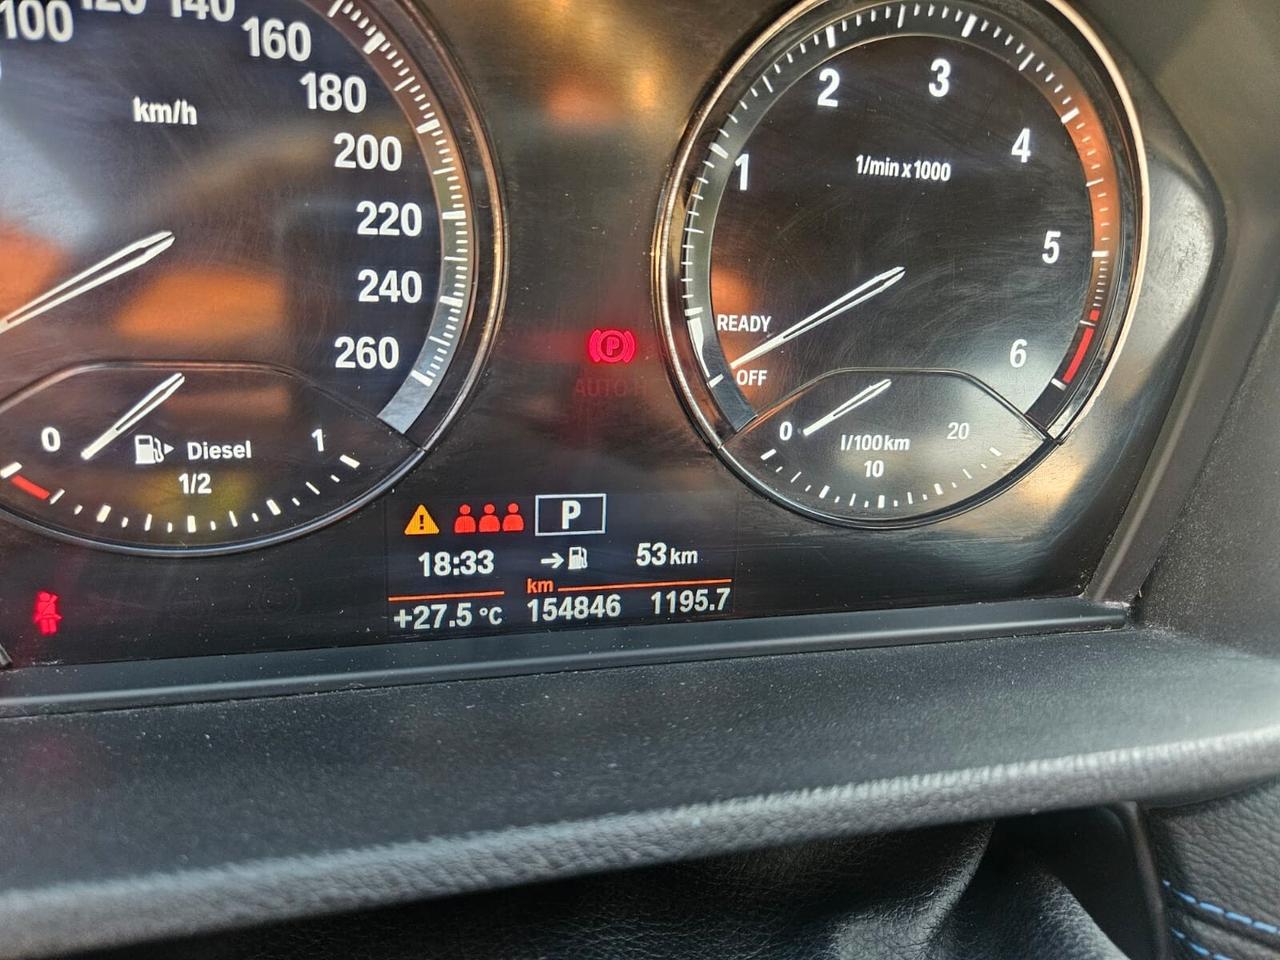 100
120
140
160
180
200
220
240
260
km/h
0
Diesel
1/2
1
P
AUTO H
1
2
3
4
5
6
1/min x 1000
READY
OFF
0
l/100km
10
20
P
18:33
53 km
km
+27.5 °C
154846
1195.7